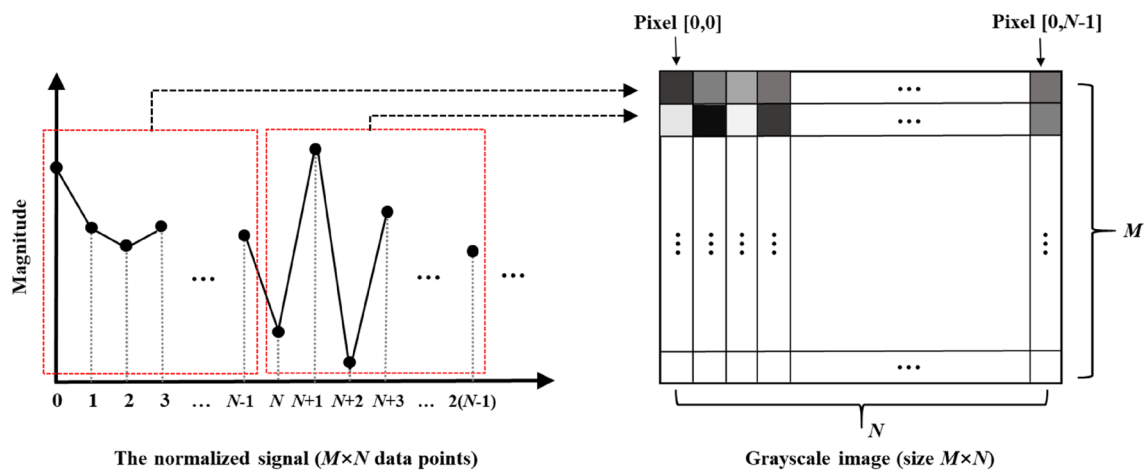 Pixel [0,0]
Pixel [0,N-1]
Magnitude
...
...
...
...
...
...
...
...
...
...
M
0 1 2 3 ... N-1 N N+1 N+2 N+3 ... 2(N-1)
N
The normalized signal (M×N data points)
Grayscale image (size M×N)